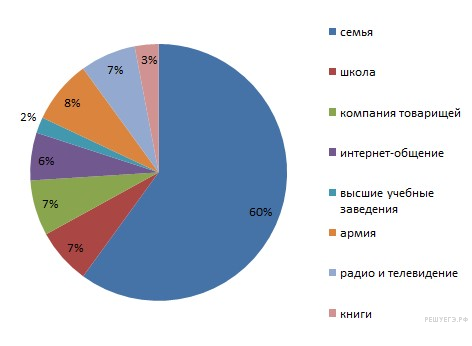 3%
7%
8%
2%
6%
7%
7%
60%
семья
школа
компания товарищей
интернет-общение
высшие учебные
заведения
армия
радио и телевидение
книги
РЕШУЕГЭ.РФ